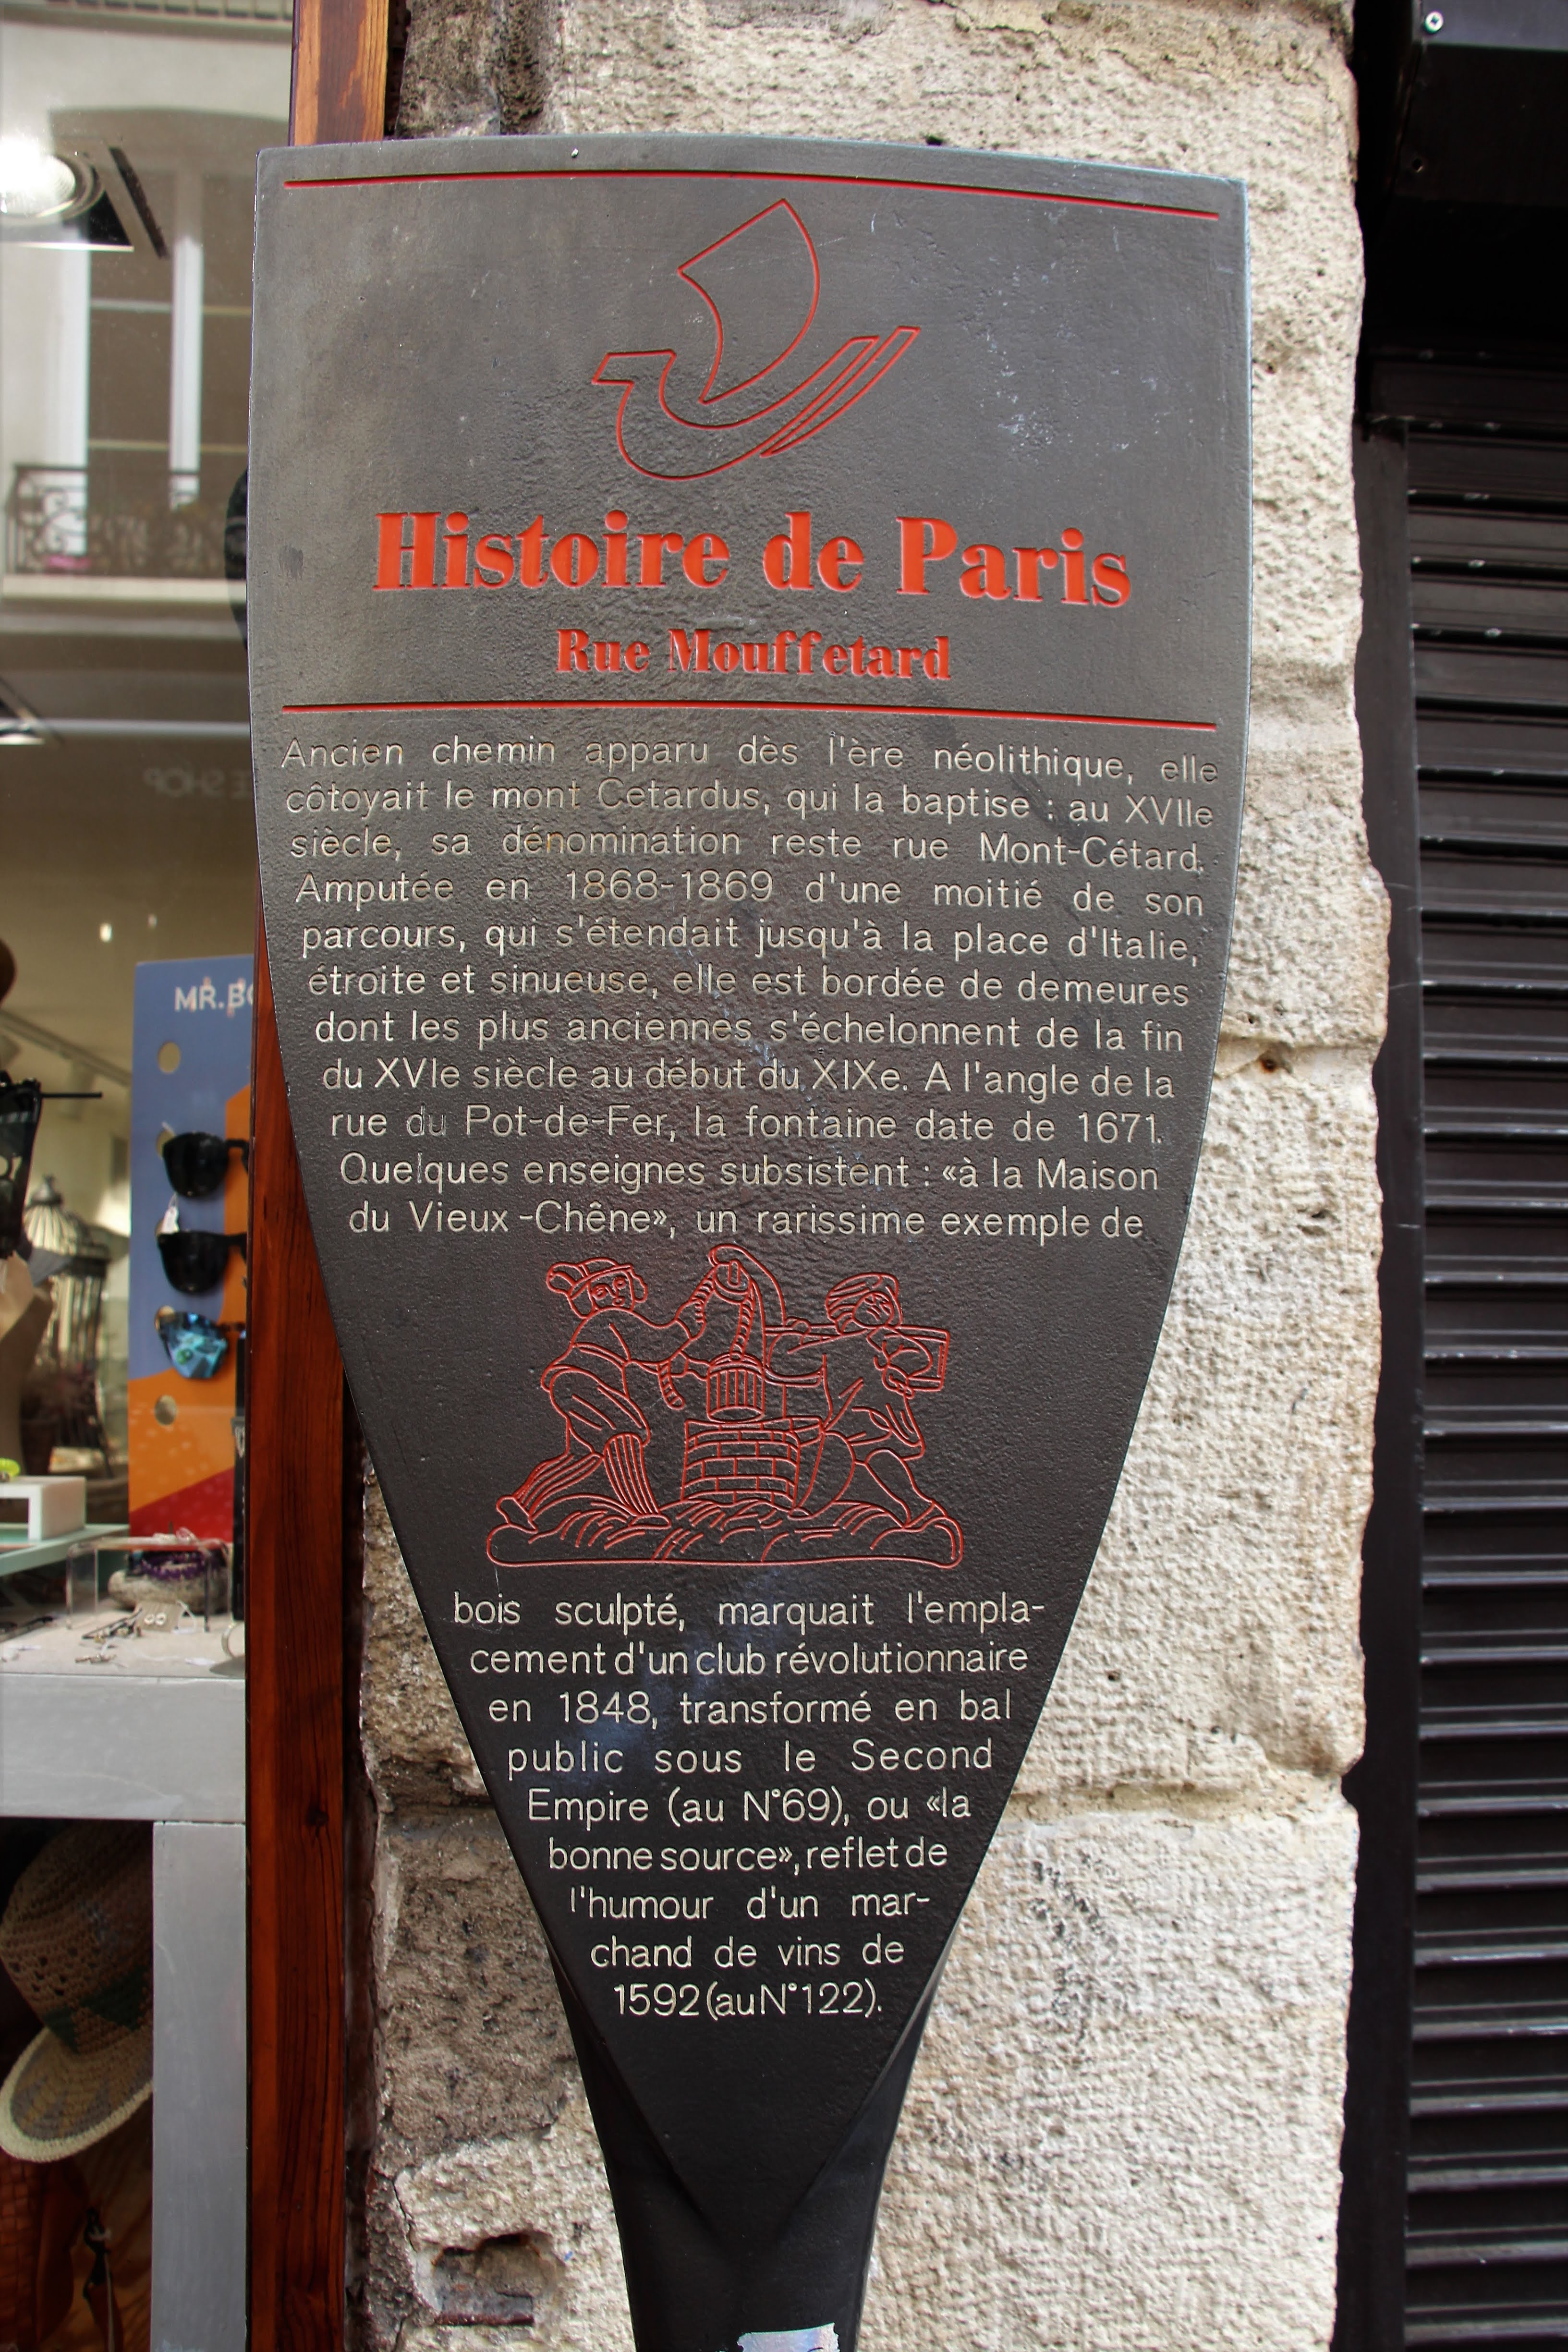 Histoire de Paris
Rue Mouffetard
Ancien chemin apparu dès l'ère néolithique, elle
côtoyait le mont Cetardus, qui la baptise : au XVIIe
siècle, sa dénomination reste rue Mont-Cétard.
Amputée en 1868-1869 d'une moitié de son
parcours, qui s'étendait jusqu'à la place d'Italie,
étroite et sinueuse, elle est bordée de demeures
dont les plus anciennes s'échelonnent de la fin
du XVIe siècle au début du XIXe. A l'angle de la
rue du Pot-de-Fer, la fontaine date de 1671.
Quelques enseignes subsistent : «à la Maison
du Vieux-Chêne», un rarissime exemple de
bois sculpté, marquait l'empla-
cement d'un club révolutionnaire
en 1848, transformé en bal
public sous le Second
Empire (au N°69), ou «la
bonne source», reflet de
l'humour d'un mar-
chand de vins de
1592 (au N°122).
MR.BO